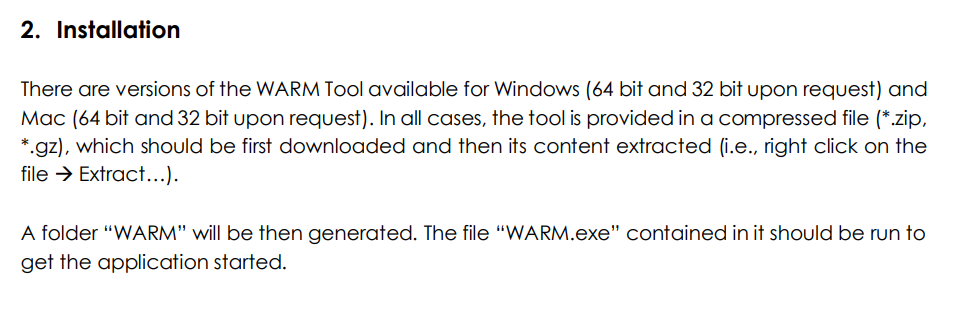 2. Installation
There are versions of the WARM Tool available for Windows (64 bit and 32 bit upon request) and
Mac (64 bit and 32 bit upon request). In all cases, the tool is provided in a compressed file (*.zip,
*.gz), which should be first downloaded and then its content extracted (i.e., right click on the
file → Extract…).
A folder “WARM” will be then generated. The file “WARM.exe” contained in it should be run to
get the application started.